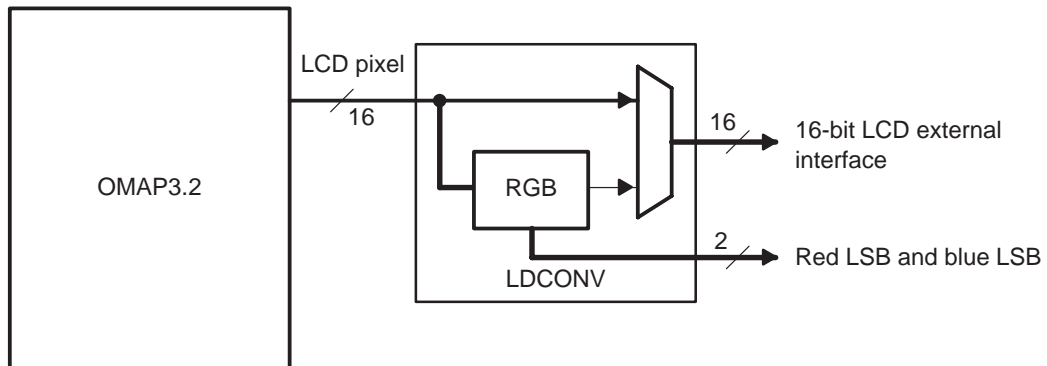 LCD pixel
16
OMAP3.2
RGB
LDCONV
16
16-bit LCD external
interface
2
Red LSB and blue LSB